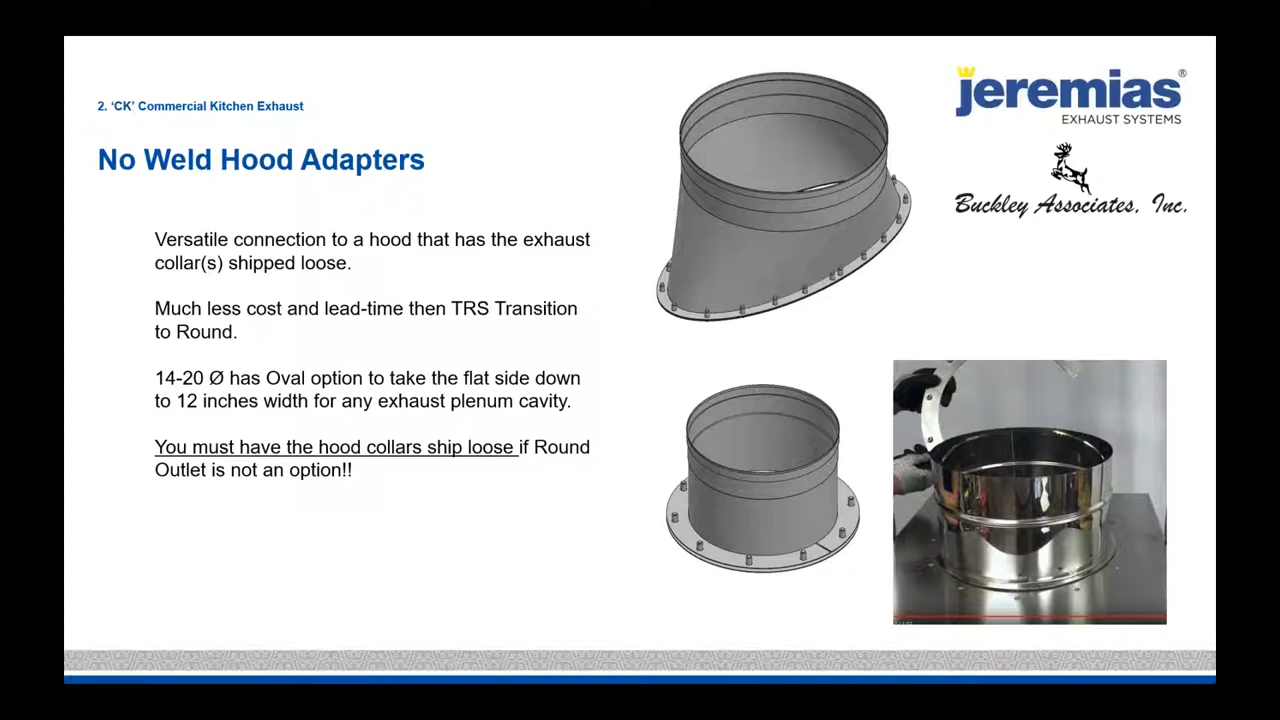 2. ‘CK’ Commercial Kitchen Exhaust
No Weld Hood Adapters
Versatile connection to a hood that has the exhaust
collar(s) shipped loose.
Much less cost and lead-time then TRS Transition
to Round.
14-20 Ø has Oval option to take the flat side down
to 12 inches width for any exhaust plenum cavity.
You must have the hood collars ship loose if Round
Outlet is not an option!!
jeremias®
EXHAUST SYSTEMS
Buckley Associates, Inc.